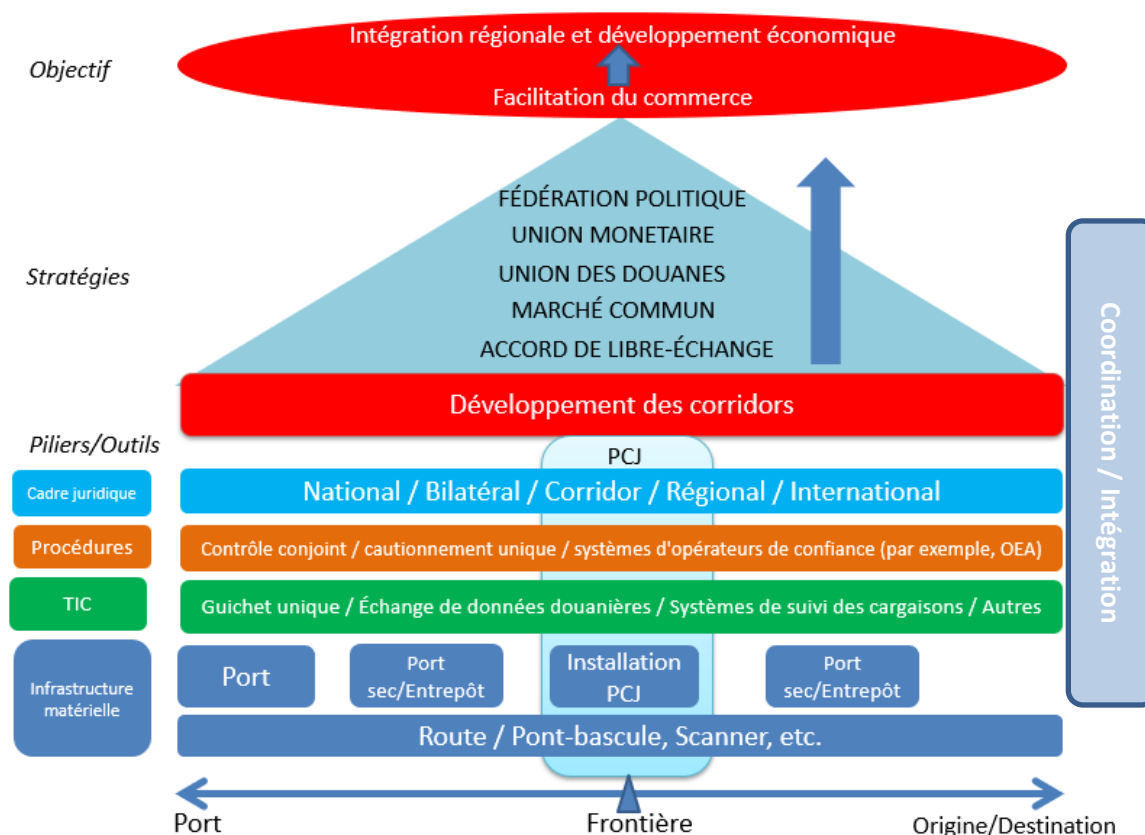 Objectif
Intégration régionale et développement économique
Facilitation du commerce
Stratégies
FÉDÉRATION POLITIQUE
UNION MONETAIRE
UNION DES DOUANES
MARCHÉ COMMUN
ACCORD DE LIBRE-ÉCHANGE
Coordination / Intégration
Développement des corridors
Piliers/Outils
PCJ
Cadre juridique
National / Bilatéral / Corridor / Régional / International
Procédures
Contrôle conjoint / cautionnement unique / systèmes d'opérateurs de confiance (par exemple, OEA)
TIC
Guichet unique / Échange de données douanières / Systèmes de suivi des cargaisons / Autres
Infrastructure
matérielle
Port
Port
sec/Entrepôt
Installation
PCJ
Port
sec/Entrepôt
Route / Pont-bascule, Scanner, etc.
Port
Frontière
Origine/Destination